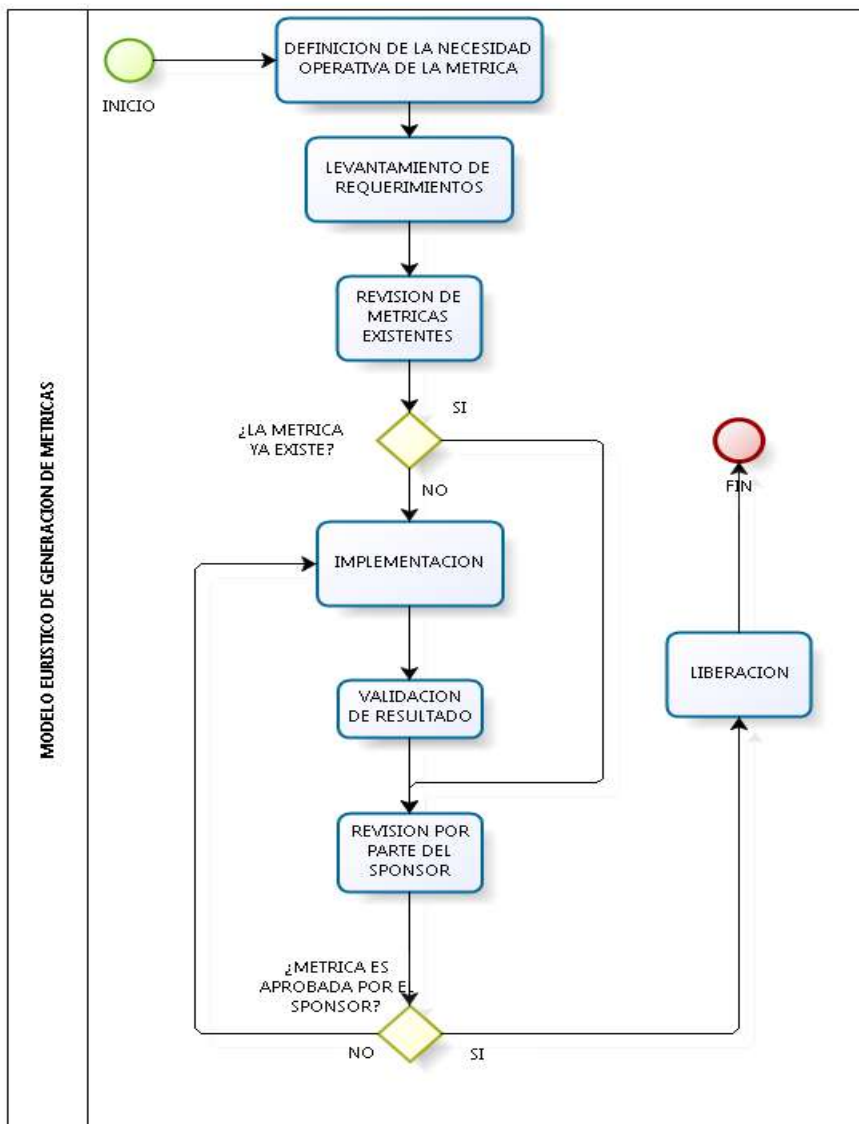 MODELO EURISTICO DE GENERACION DE METRICAS
INICIO
DEFINICION DE LA NECESIDAD
OPERATIVA DE LA METRICA
LEVANTAMIENTO DE
REQUERIMIENTOS
REVISION DE
METRICAS
EXISTENTES
¿LA METRICA
YA EXISTE?
SI
NO
IMPLEMENTACION
VALIDACION
DE RESULTADO
REVISION POR
PARTE DEL
SPONSOR
¿METRICA ES
APROBADA POR EL
SPONSOR?
NO
SI
LIBERACION
FIN